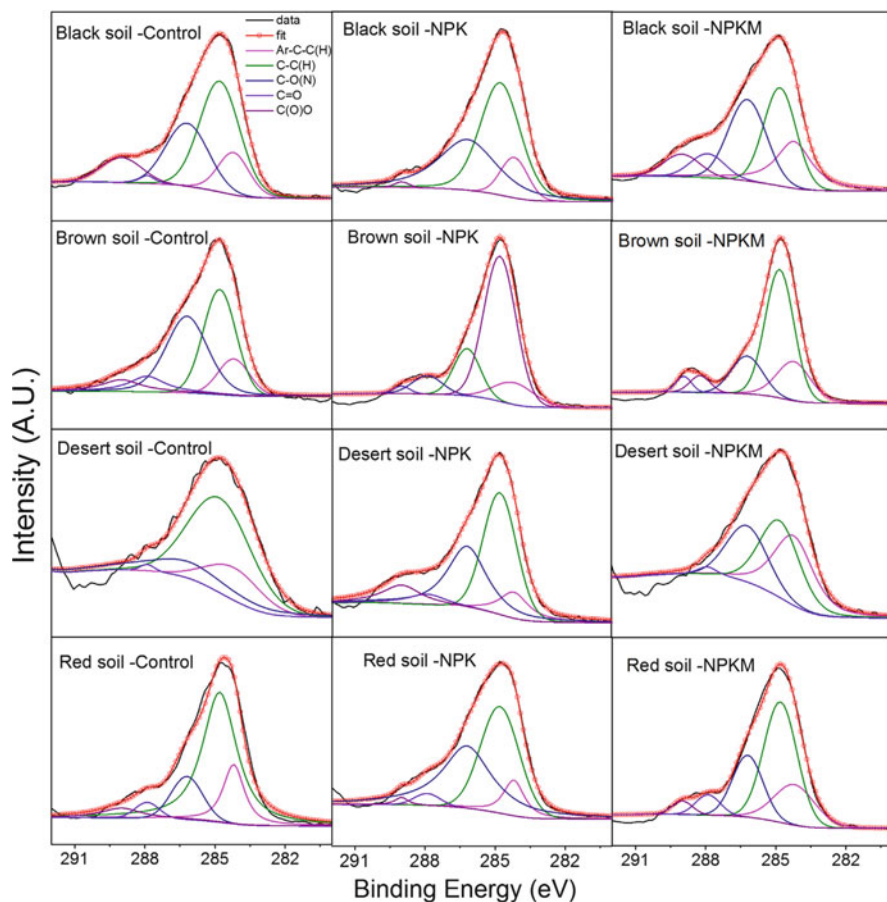 Black soil -Control
data
fit
Ar-C-C(H)
C-C(H)
C-O(N)
C=O
C(O)O
Black soil -NPK
Black soil -NPKM
Brown soil -Control
Brown soil -NPK
Brown soil -NPKM
Desert soil -Control
Desert soil -NPK
Desert soil -NPKM
Red soil -Control
Red soil -NPK
Red soil -NPKM
Intensity (A.U.)
291 288 285 282 291 288 285 282 291 288 285 282
Binding Energy (eV)